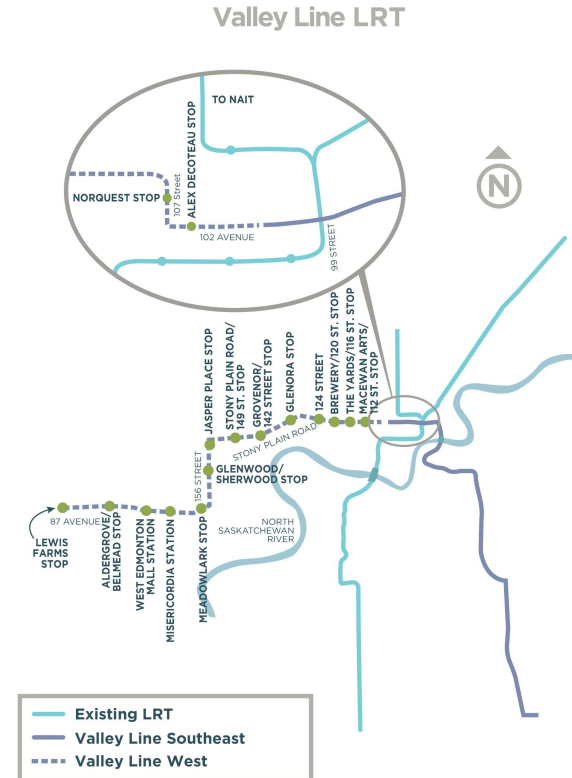 Valley Line LRT
TO NAIT
ALEX DECOTEAU STOP
NORQUEST STOP
107 Street
102 AVENUE
99 STREET
N
JASPER PLACE STOP
STONY PLAIN ROAD/
149 ST. STOP
GROVENOR/
142 STREET STOP
GLENORA STOP
124 STREET
BREWERY/120 ST. STOP
THE YARDS/116 ST. STOP
MACEWAN ARTS/
112 ST. STOP
STONY PLAIN ROAD
156 STREET
GLENWOOD/
SHERWOOD STOP
87 AVENUE
LEWIS
FARMS
STOP
ALDERGROVE/
BELMEAD STOP
WEST EDMONTON
MALL STATION
MISERICORDIA STATION
MEADOWLARK STOP
NORTH
SASKATCHEWAN
RIVER
Existing LRT
Valley Line Southeast
Valley Line West